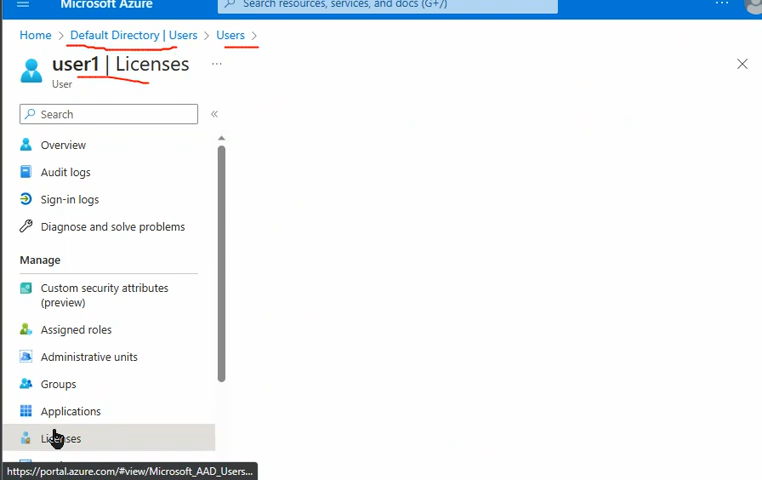 Microsoft Azure
Search resources, services, and docs (G+/)
Home > Default Directory | Users > Users >
user1 | Licenses
User
Search
Overview
Audit logs
Sign-in logs
Diagnose and solve problems
Manage
Custom security attributes
(preview)
Assigned roles
Administrative units
Groups
Applications
Licenses
https://portal.azure.com/#view/Microsoft_AAD_Users...